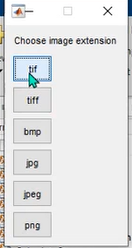 Choose image extension
tif
tiff
bmp
jpg
jpeg
png